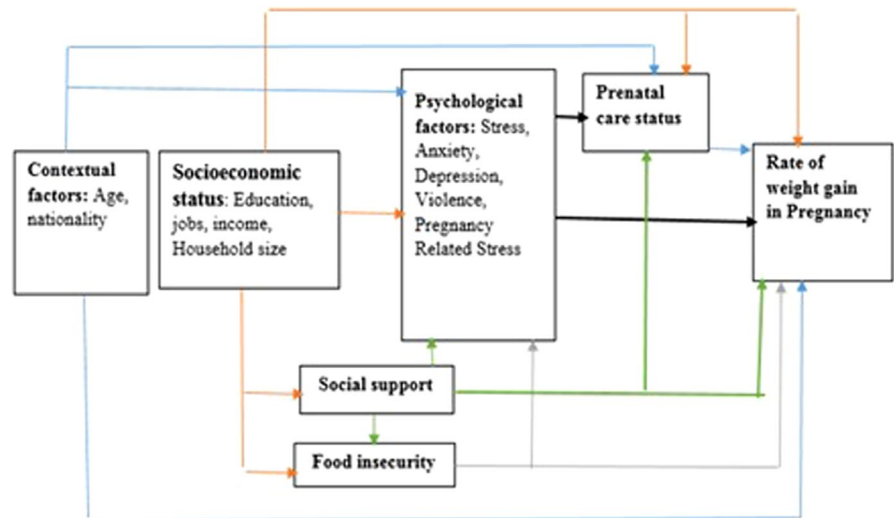 Contextual
factors: Age,
nationality
Socioeconomic
status: Education,
jobs, income,
Household size
Psychological
factors: Stress,
Anxiety,
Depression,
Violence,
Pregnancy
Related Stress
Prenatal
care status
Rate of
weight gain
in Pregnancy
Social support
Food insecurity